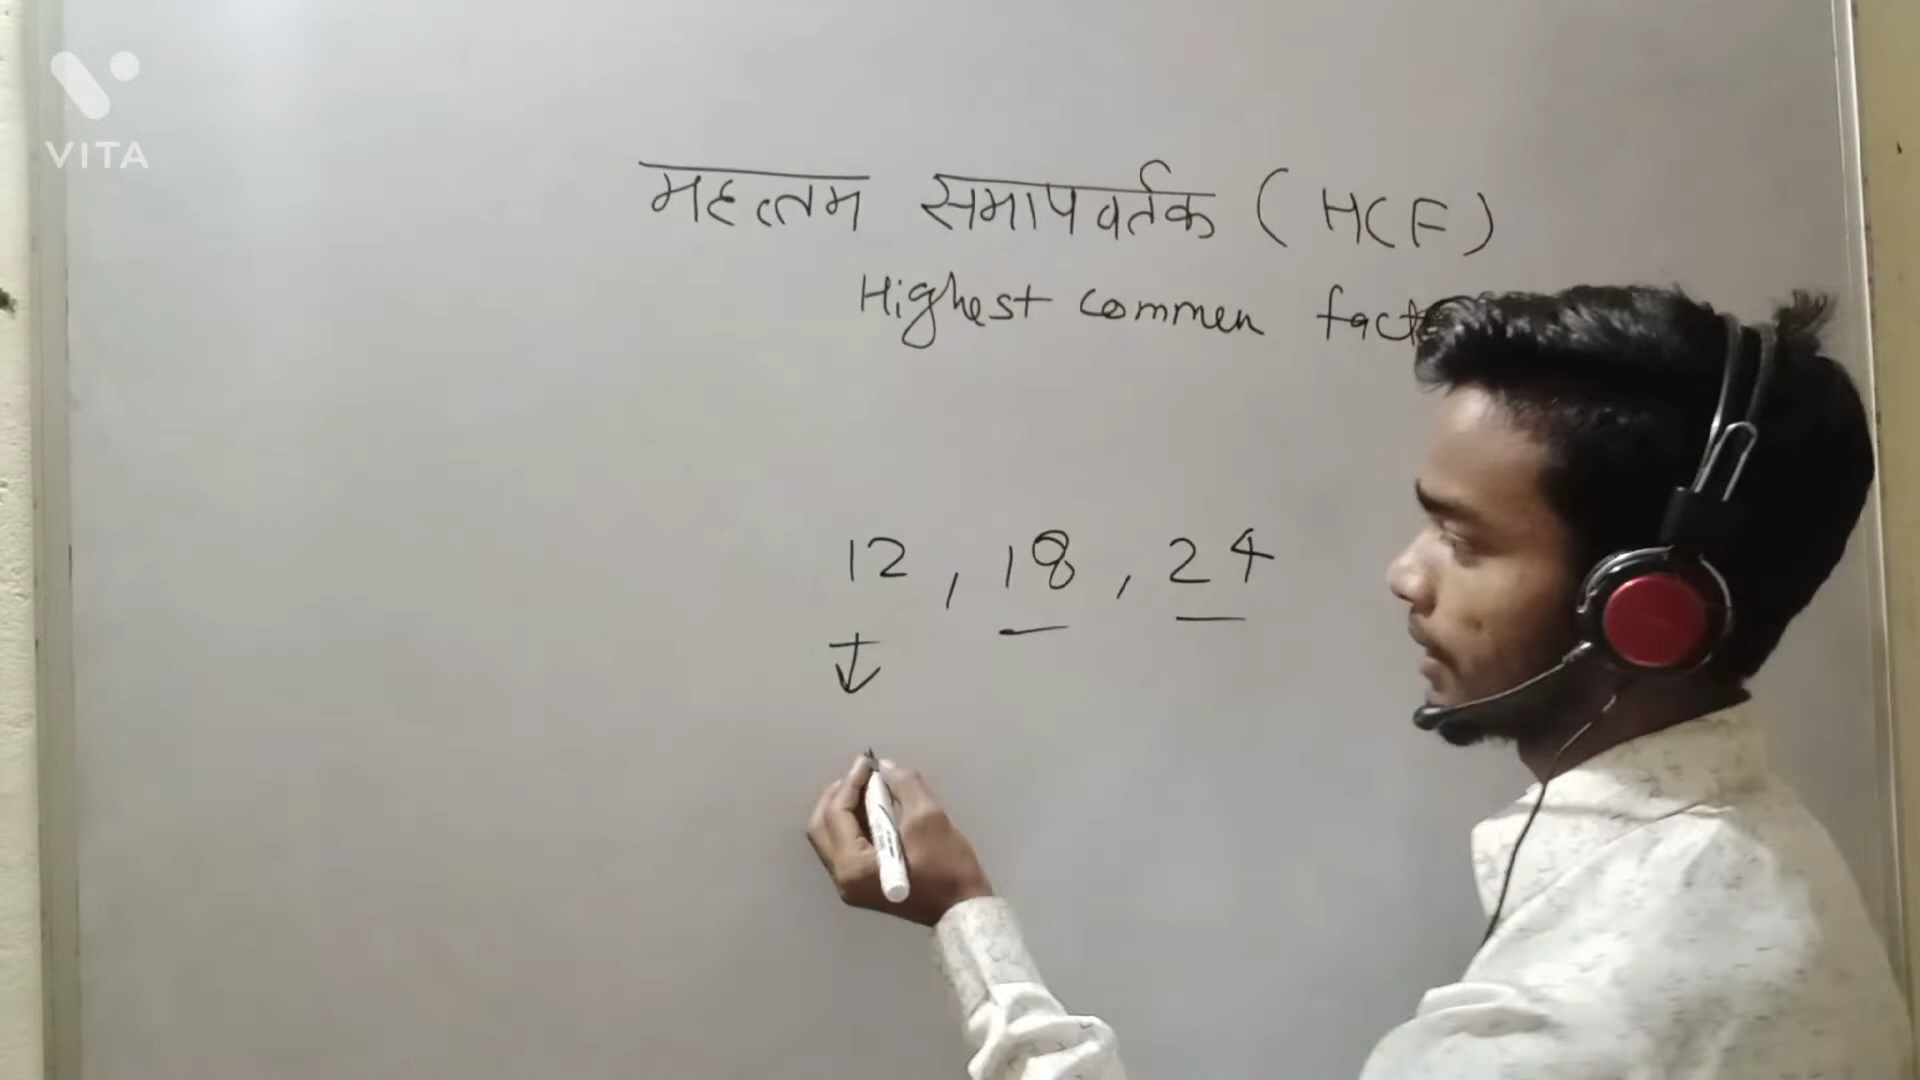 VITA
महत्तम समापवर्तक (HCF)
Highest commen fact
12, 18, 24